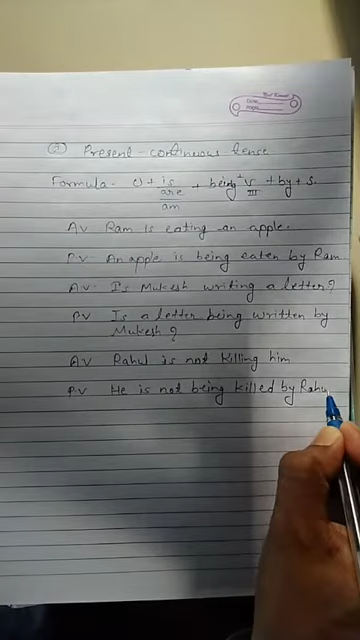 ② Present-continuous tense
Formula- O + is/are/am + being + V III + by + S.
AV Ram is eating an apple.
PV- An apple is being eaten by Ram
AV- Is Mukesh writing a letter?
PV Is a letter being written by
Mukesh?
AV Rahul is not killing him
PV He is not being killed by Rahu